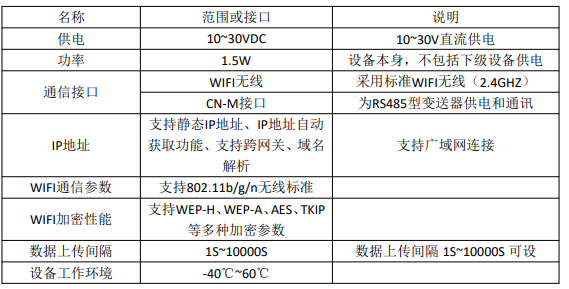 名称 范围或接口 说明
供电 10~30VDC 10~30V直流供电
功率 1.5W 设备本身，不包括下级设备供电
通信接口 WIFI无线 采用标准WIFI无线（2.4GHZ）
CN-M接口 为RS485型变送器供电和通讯
IP地址 支持静态IP地址、IP地址自动
获取功能、支持跨网关、域名
解析
支持广域网连接
WIFI通信参数 支持802.11b/g/n无线标准
WIFI加密性能 支持WEP-H、WEP-A、AES、TKIP
等多种加密参数
数据上传间隔 1S~10000S 数据上传间隔 1S~10000S 可设
设备工作环境 -40℃~60℃